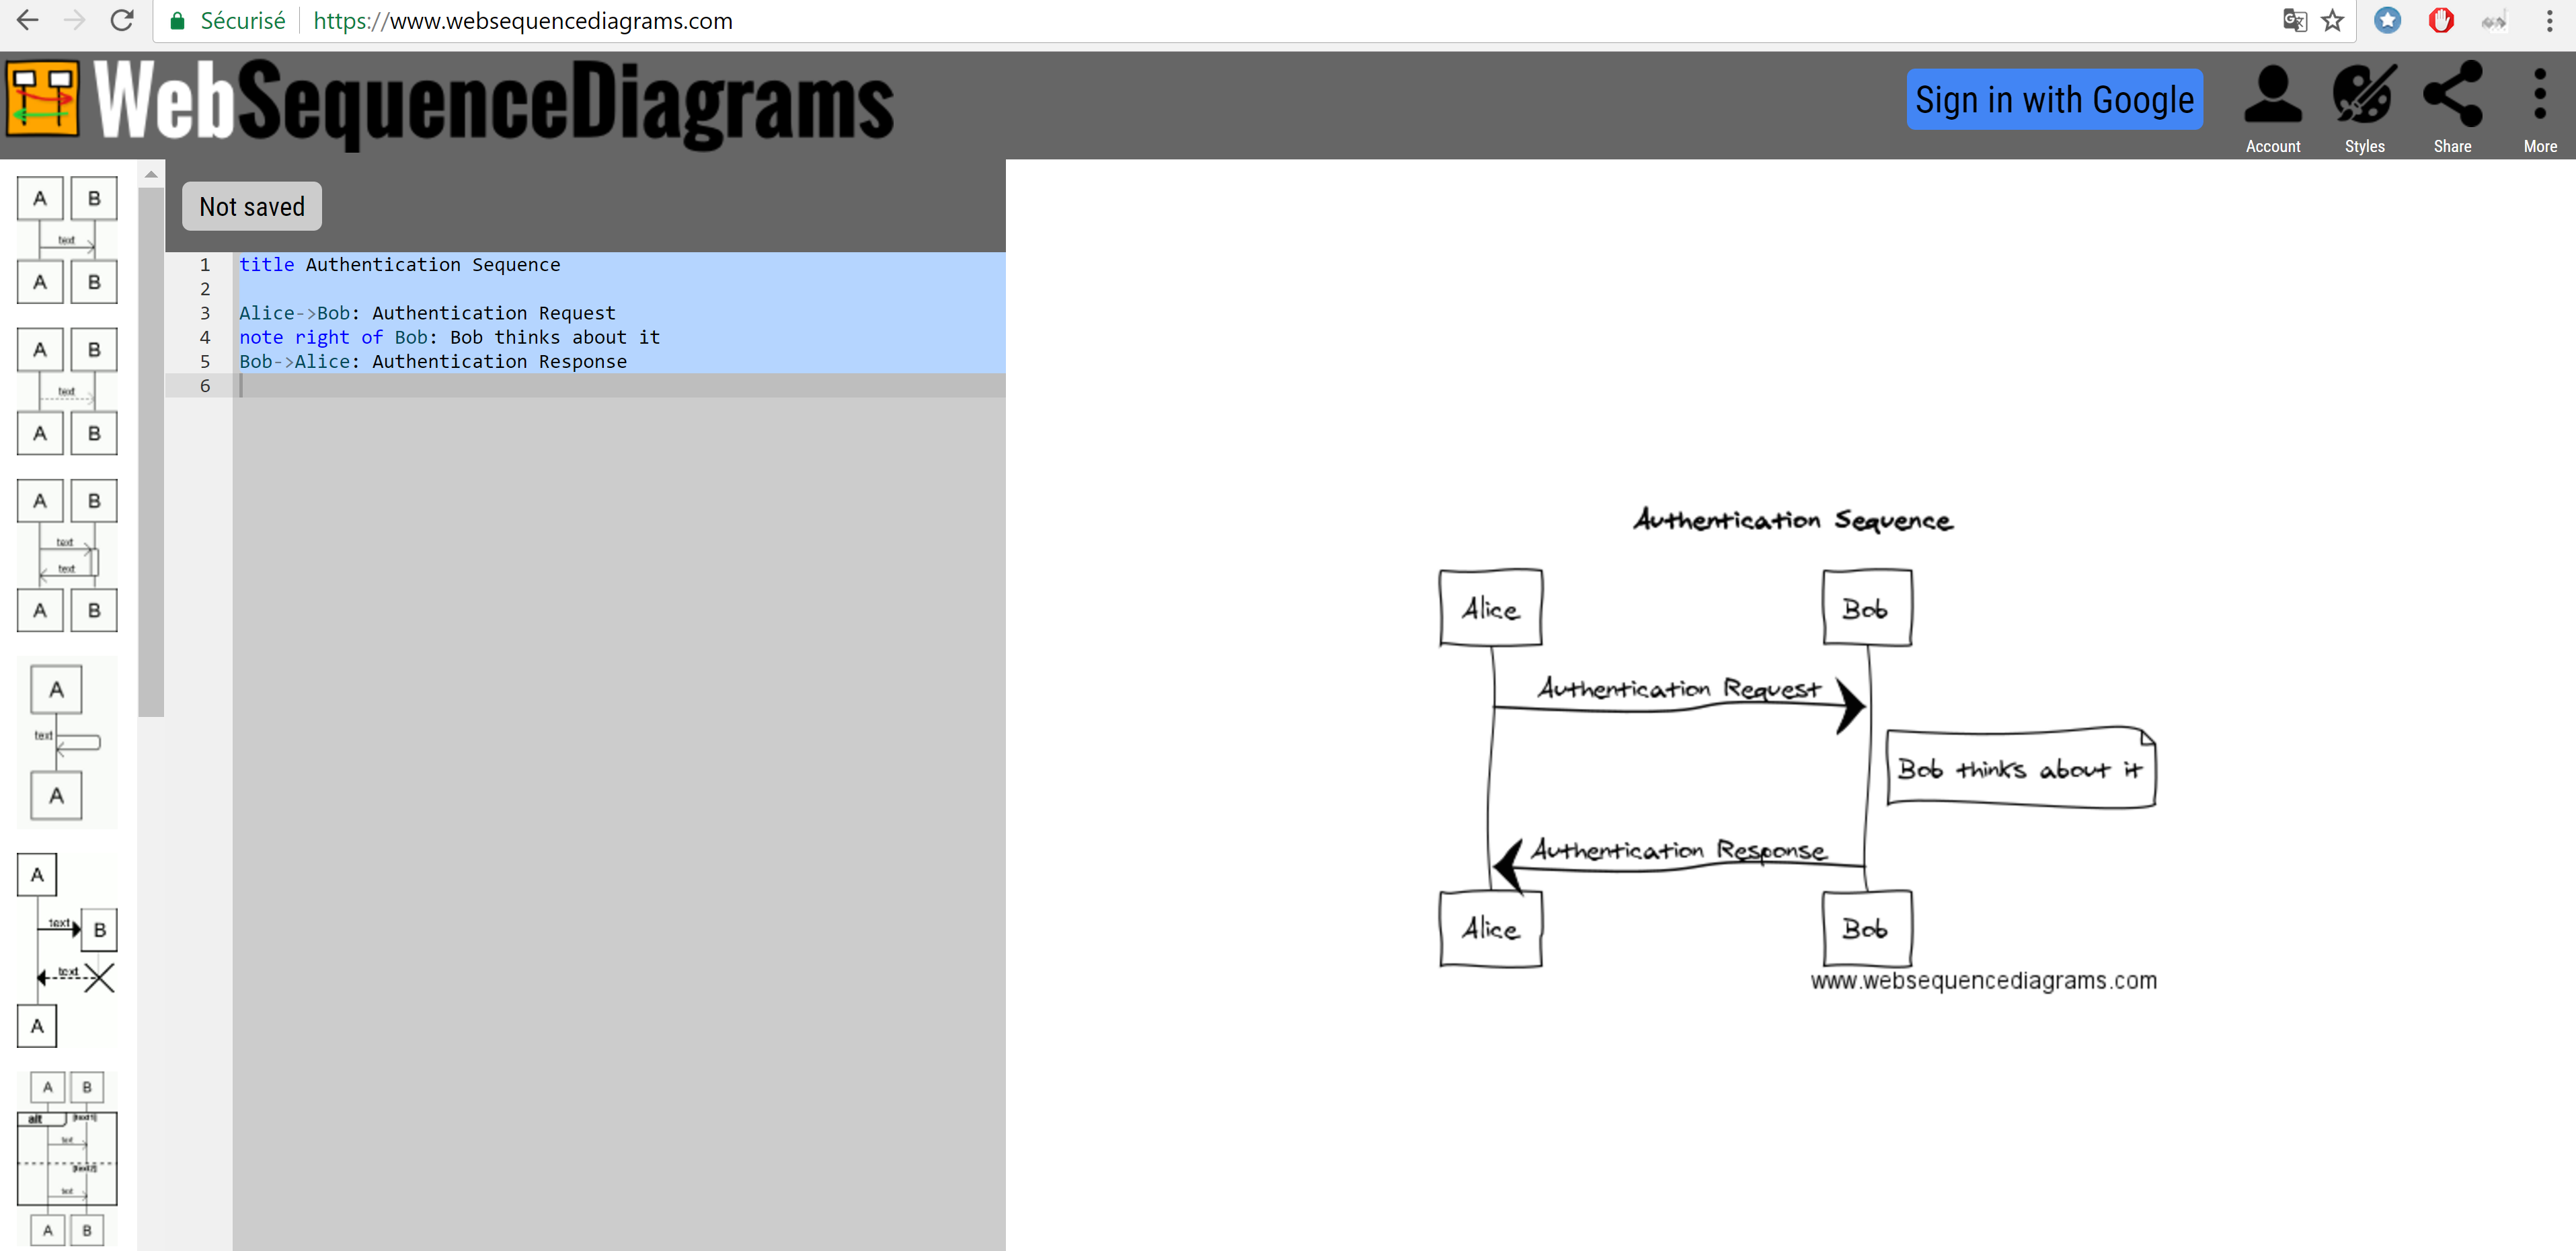 Sécurisé https://www.websequencediagrams.com
WebSequenceDiagrams
Sign in with Google
Account Styles Share More
A B
text
A B
A B
text
A B
A B
text
text
A B
A
text
A
A
text B
text
A
A B
alt [text1]
text
[text2]
text
A B
Not saved
1 title Authentication Sequence
2
3 Alice->Bob: Authentication Request
4 note right of Bob: Bob thinks about it
5 Bob->Alice: Authentication Response
6
Authentication Sequence
Alice Bob
Authentication Request
Bob thinks about it
Authentication Response
Alice Bob
www.websequencediagrams.com